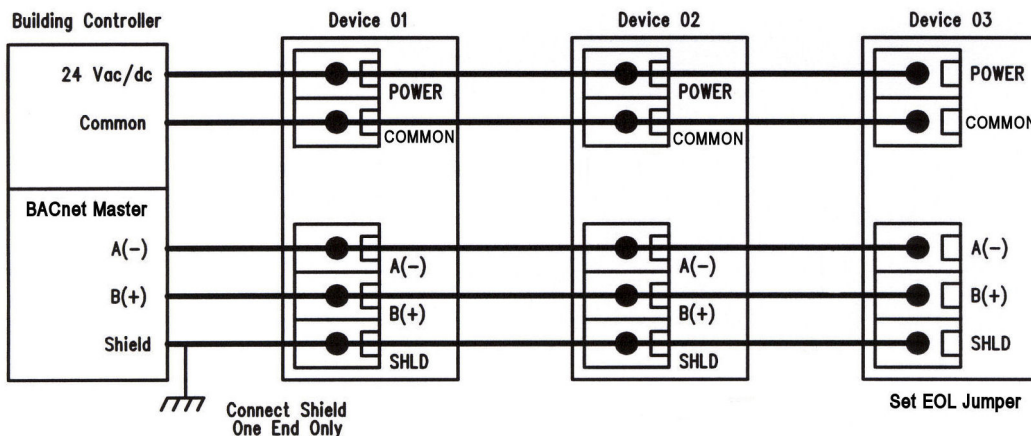 Building Controller
Device 01
Device 02
Device 03
24 Vac/dc
POWER
POWER
POWER
Common
COMMON
COMMON
COMMON
BACnet Master
A(-)
A(-)
A(-)
A(-)
B(+)
B(+)
B(+)
B(+)
Shield
SHLD
SHLD
SHLD
Connect Shield
One End Only
Set EOL Jumper